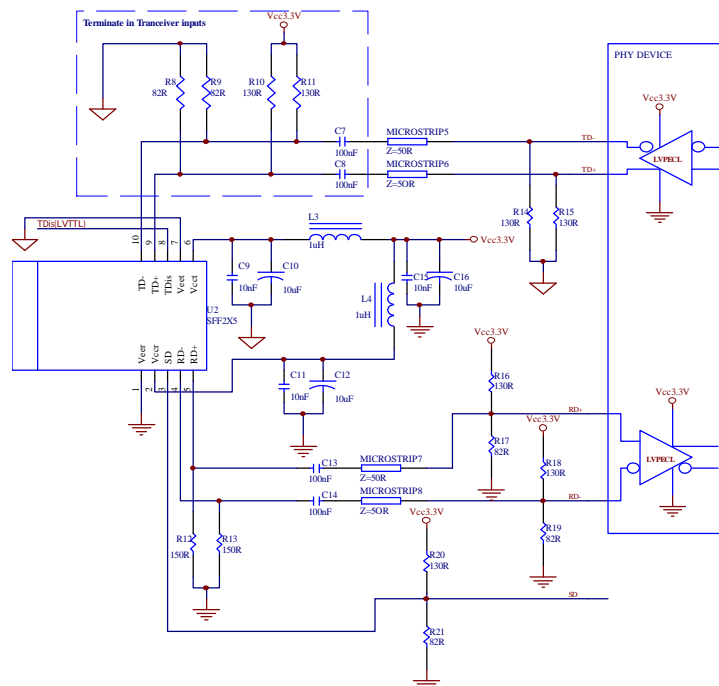 Terminate in Tranceiver inputs
Vcc3.3V
PHY DEVICE
R8
82R
R9
82R
R10
130R
R11
130R
Vcc3.3V
C7
100nF
MICROSTRIP5
Z=50R
TD-
LVPECL
C8
100nF
MICROSTRIP6
Z=5OR
TD+
R14
130R
R15
130R
TDis(LVTTL)
L3
1uH
Vcc3.3V
10
9
8
7
6
TD-
TD+
TDis
Veet
Vcct
C9
10nF
C10
10uF
C15
10nF
C16
10uF
L4
1uH
U2
SFF2X5
Veer
Vccr
SD
RD-
RD+
1
2
3
4
5
C11
10nF
C12
10uF
Vcc3.3V
R16
130R
Vcc3.3V
RD+
R17
82R
Vcc3.3V
LVPECL
C13
100nF
MICROSTRIP7
Z=50R
R18
130R
C14
100nF
MICROSTRIP8
Z=5OR
RD-
Vcc3.3V
R12
150R
R13
150R
R19
82R
R20
130R
SD
R21
82R